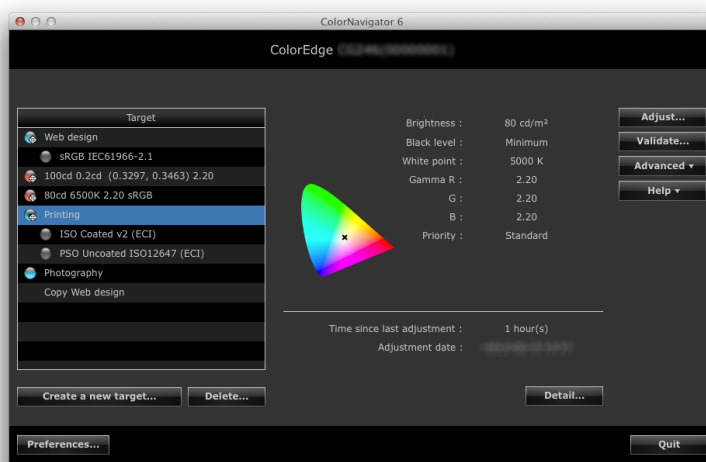 ColorNavigator 6
ColorEdge
Target
Web design
sRGB IEC61966-2.1
100cd 0.2cd (0.3297, 0.3463) 2.20
80cd 6500K 2.20 sRGB
Printing
ISO Coated v2 (ECI)
PSO Uncoated ISO12647 (ECI)
Photography
Copy Web design
Create a new target...
Delete...
Brightness : 80 cd/m²
Black level : Minimum
White point : 5000 K
Gamma R : 2.20
G : 2.20
B : 2.20
Priority : Standard
Time since last adjustment : 1 hour(s)
Adjustment date :
Detail...
Adjust...
Validate...
Advanced ▾
Help ▾
Preferences...
Quit